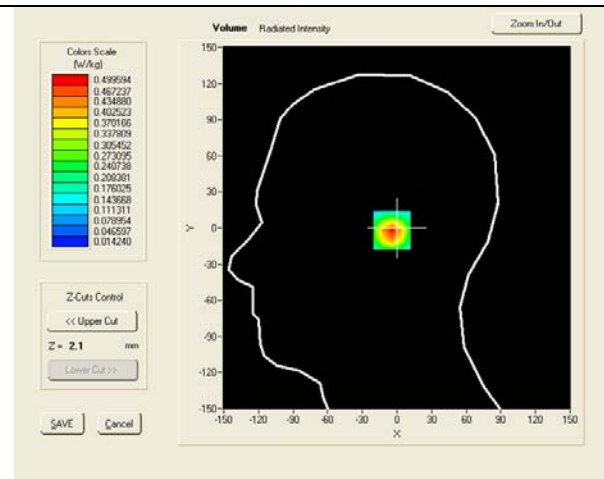 Volume Radiated Intensity
Zoom In/Out
Colors Scale
(W/kg)
0.499594
0.467237
0.434880
0.402523
0.370166
0.337809
0.305452
0.273095
0.240738
0.208381
0.176025
0.143668
0.111311
0.078954
0.046597
0.014240
Z-Cuts Control
<< Upper Cut
Z = 2.1 mm
Lower Cut >>
SAVE Cancel
150
120
90
60
30
Y 0
-30
-60
-90
-120
-150
-150 -120 -90 -60 -30 0 30 60 90 120 150
X